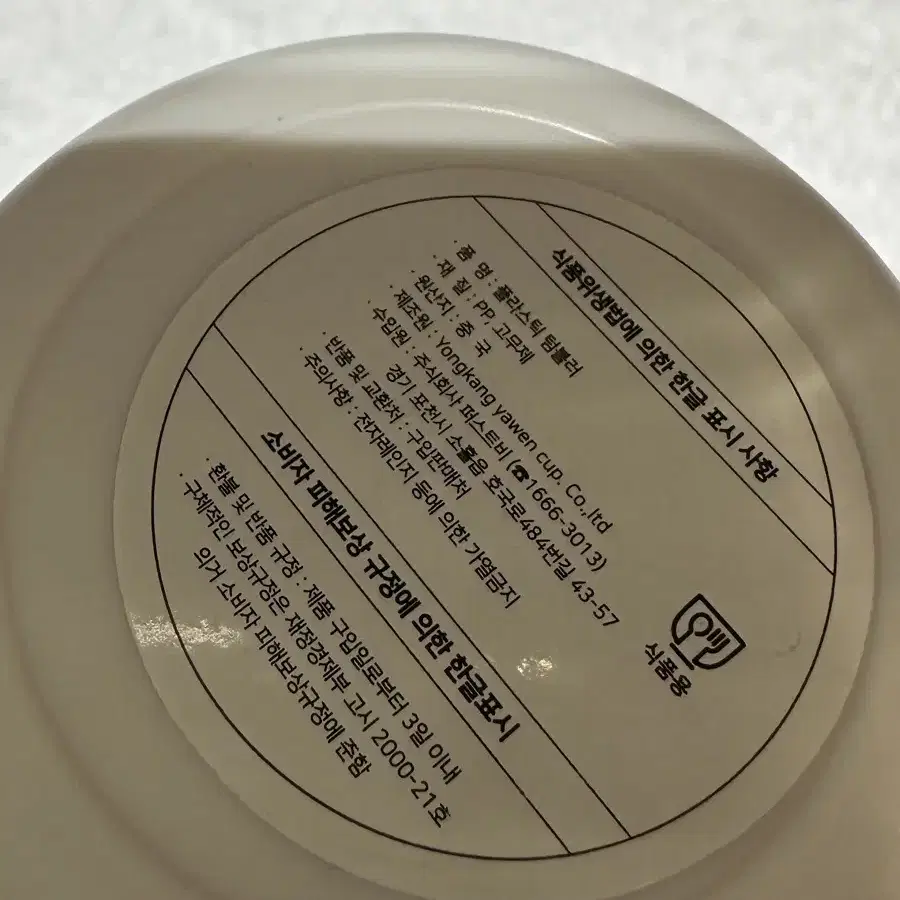 식품위생법에 의한 한글 표시 사항
· 품 명 : 플라스틱 텀블러
· 재 질 : PP, 고무제
· 원산지 : 중 국
· 제조원 : Yongkang yawen cup. Co.,ltd
· 수입원 : 주식회사 퍼스트비 (☎1666-3013)
경기 포천시 소흘읍 호국로484번길 43-57
· 반품 및 교환처 : 구입판매처
· 주의사항 : 전자레인지 등에 의한 가열금지
식품용
소비자 피해보상 규정에 의한 한글표시
· 환불 및 반품 규정 : 제품 구입일로부터 3일 이내
· 구체적인 보상규정은 재정경제부 고시 2000-21호
의거 소비자 피해보상규정에 준함